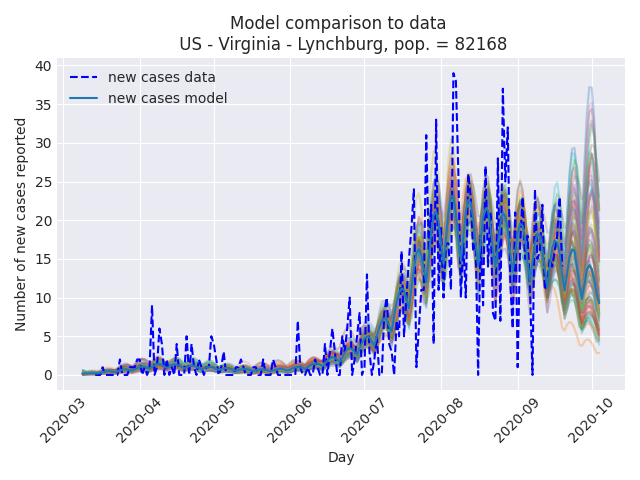 Model comparison to data
US - Virginia - Lynchburg, pop. = 82168
new cases data
new cases model
Number of new cases reported
40
35
30
25
20
15
10
5
0
2020-03
2020-04
2020-05
2020-06
2020-07
2020-08
2020-09
2020-10
Day